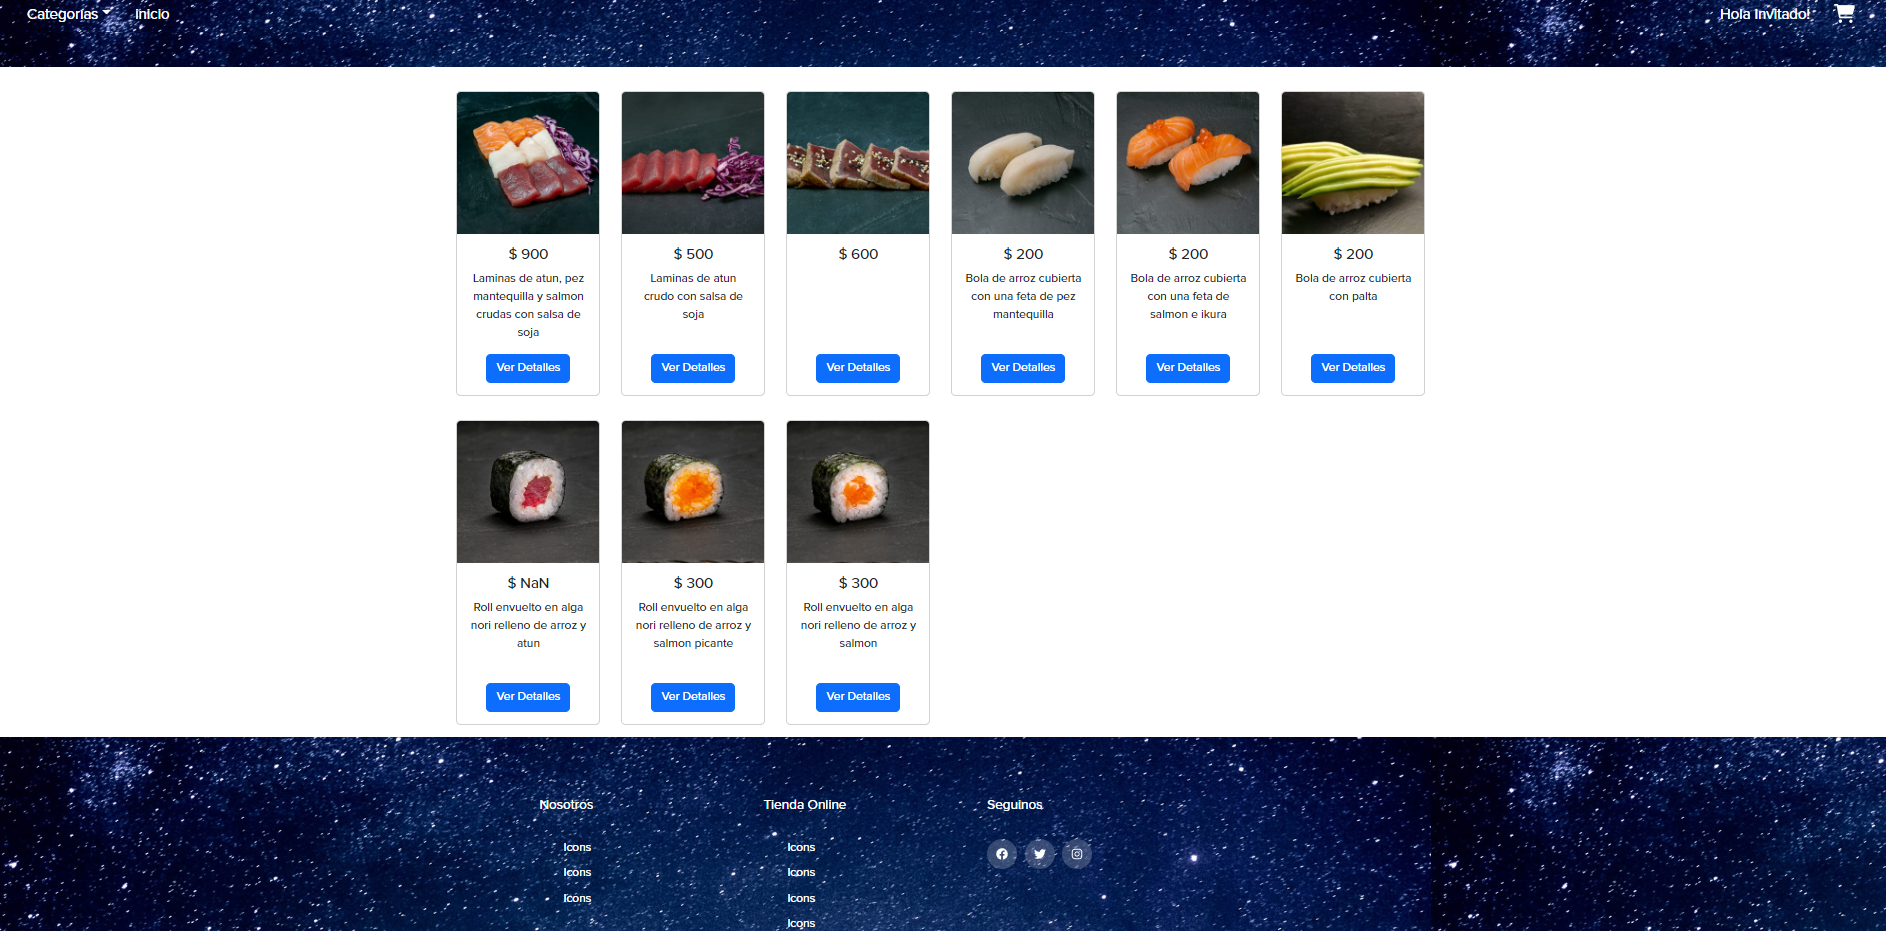 Categorías Inicio Hola Invitado!
$ 900
Laminas de atun, pez
mantequilla y salmon
crudas con salsa de
soja
Ver Detalles
$ 500
Laminas de atun
crudo con salsa de
soja
Ver Detalles
$ 600
Ver Detalles
$ 200
Bola de arroz cubierta
con una feta de pez
mantequilla
Ver Detalles
$ 200
Bola de arroz cubierta
con una feta de
salmon e ikura
Ver Detalles
$ 200
Bola de arroz cubierta
con palta
Ver Detalles
$ NaN
Roll envuelto en alga
nori relleno de arroz y
atun
Ver Detalles
$ 300
Roll envuelto en alga
nori relleno de arroz y
salmon picante
Ver Detalles
$ 300
Roll envuelto en alga
nori relleno de arroz y
salmon
Ver Detalles
Nosotros
Icons
Icons
Icons
Tienda Online
Icons
Icons
Icons
Icons
Seguinos